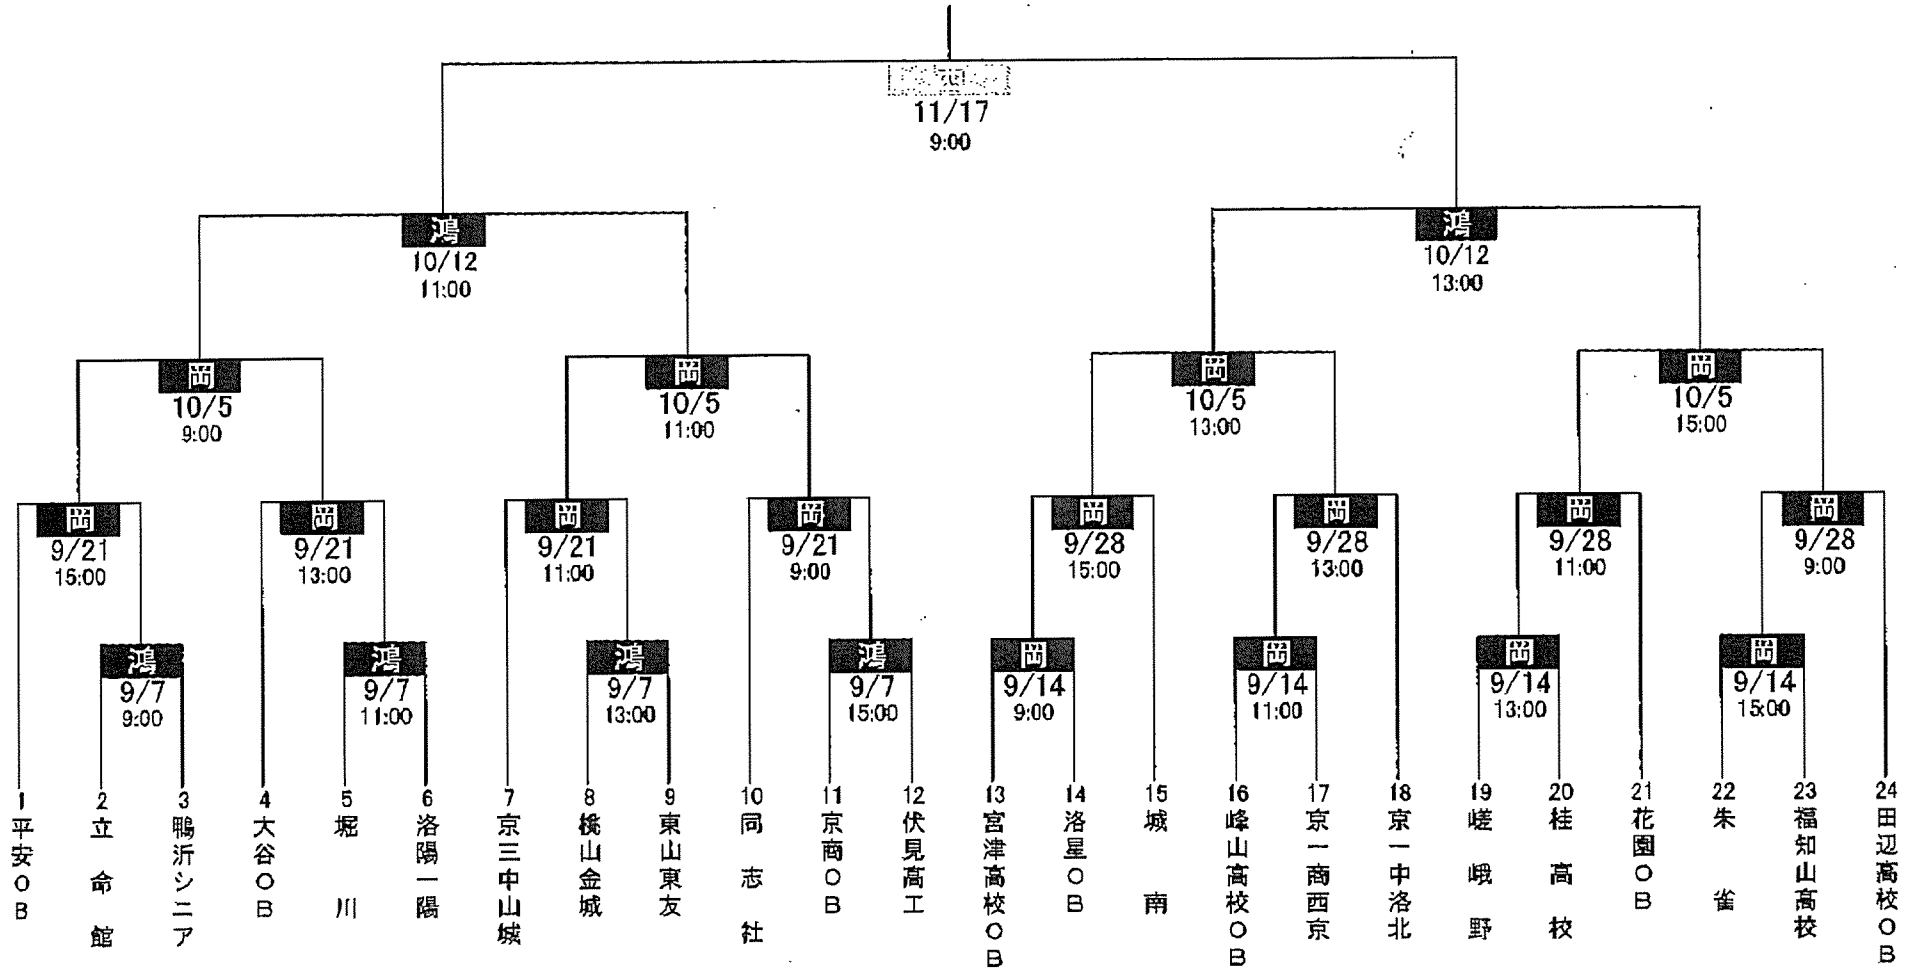 西
11/17
9:00
鴻
10/12
11:00
鴻
10/12
13:00
岡
10/5
9:00
岡
10/5
11:00
岡
10/5
13:00
岡
10/5
15:00
岡
9/21
15:00
岡
9/21
13:00
岡
9/21
11:00
岡
9/21
9:00
岡
9/28
15:00
岡
9/28
13:00
岡
9/28
11:00
岡
9/28
9:00
鴻
9/7
9:00
鴻
9/7
11:00
鴻
9/7
13:00
鴻
9/7
15:00
岡
9/14
9:00
岡
9/14
11:00
岡
9/14
13:00
岡
9/14
15:00
1
平安OB
2
立命館
3
鴨沂シニア
4
大谷OB
5
堀川
6
洛陽一陽
7
京三中山城
8
桃山金城
9
東山東友
10
同志社
11
京商OB
12
伏見高工
13
宮津高校OB
14
洛星OB
15
城南
16
峰山高校OB
17
京一商西京
18
京一中洛北
19
嵯峨野
20
桂高校
21
花園OB
22
朱雀
23
福知山高校
24
田辺高校OB